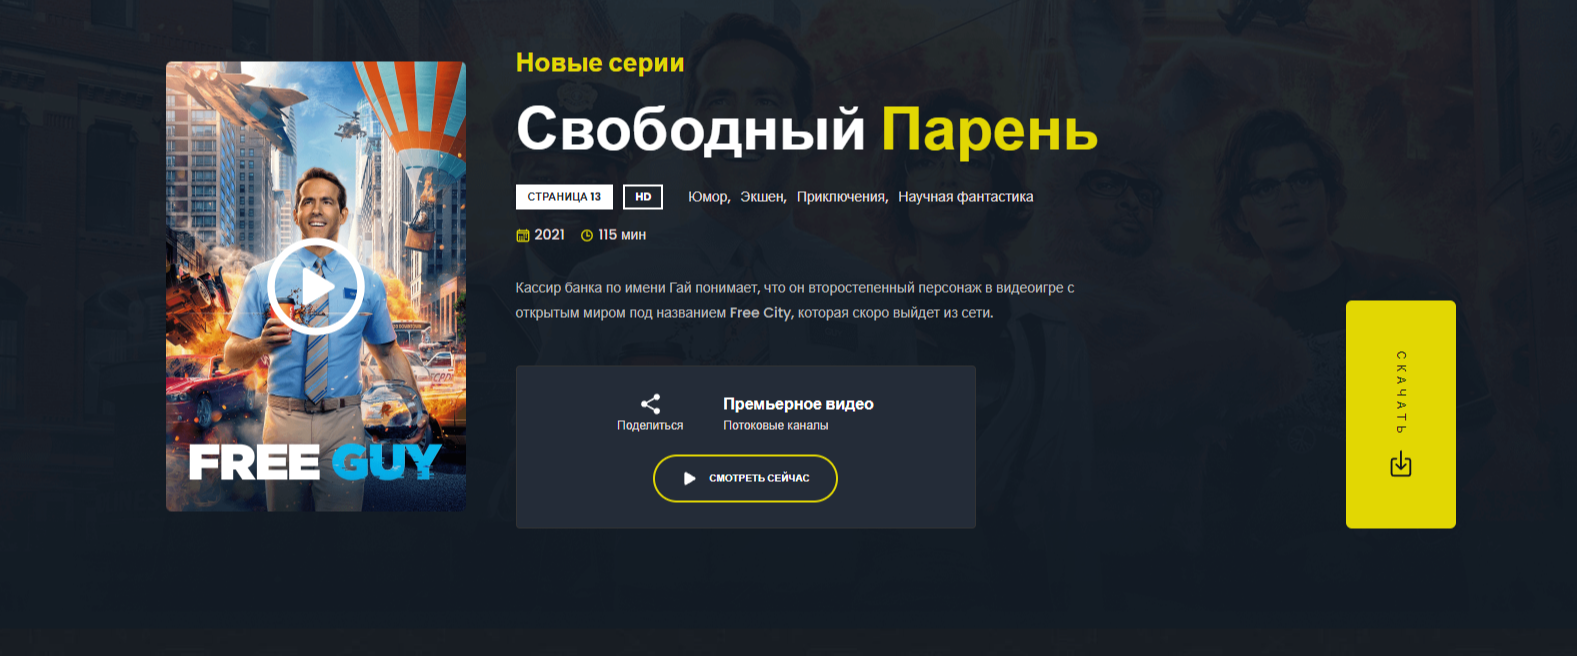 Новые серии
Свободный Парень
СТРАНИЦА 13 HD Юмор, Экшен, Приключения, Научная фантастика
2021 115 мин
Кассир банка по имени Гай понимает, что он второстепенный персонаж в видеоигре с
открытым миром под названием Free City, которая скоро выйдет из сети.
Поделиться
Премьерное видео
Потоковые каналы
СМОТРЕТЬ СЕЙЧАС
СКАЧАТЬ
FREE GUY